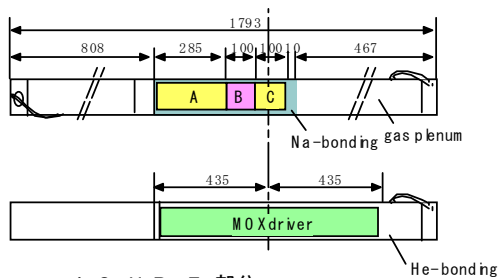 1793
808 285 100 100 10 467
A B C
Na-bonding gas plenum
435 435
MOXdriver
He-bonding